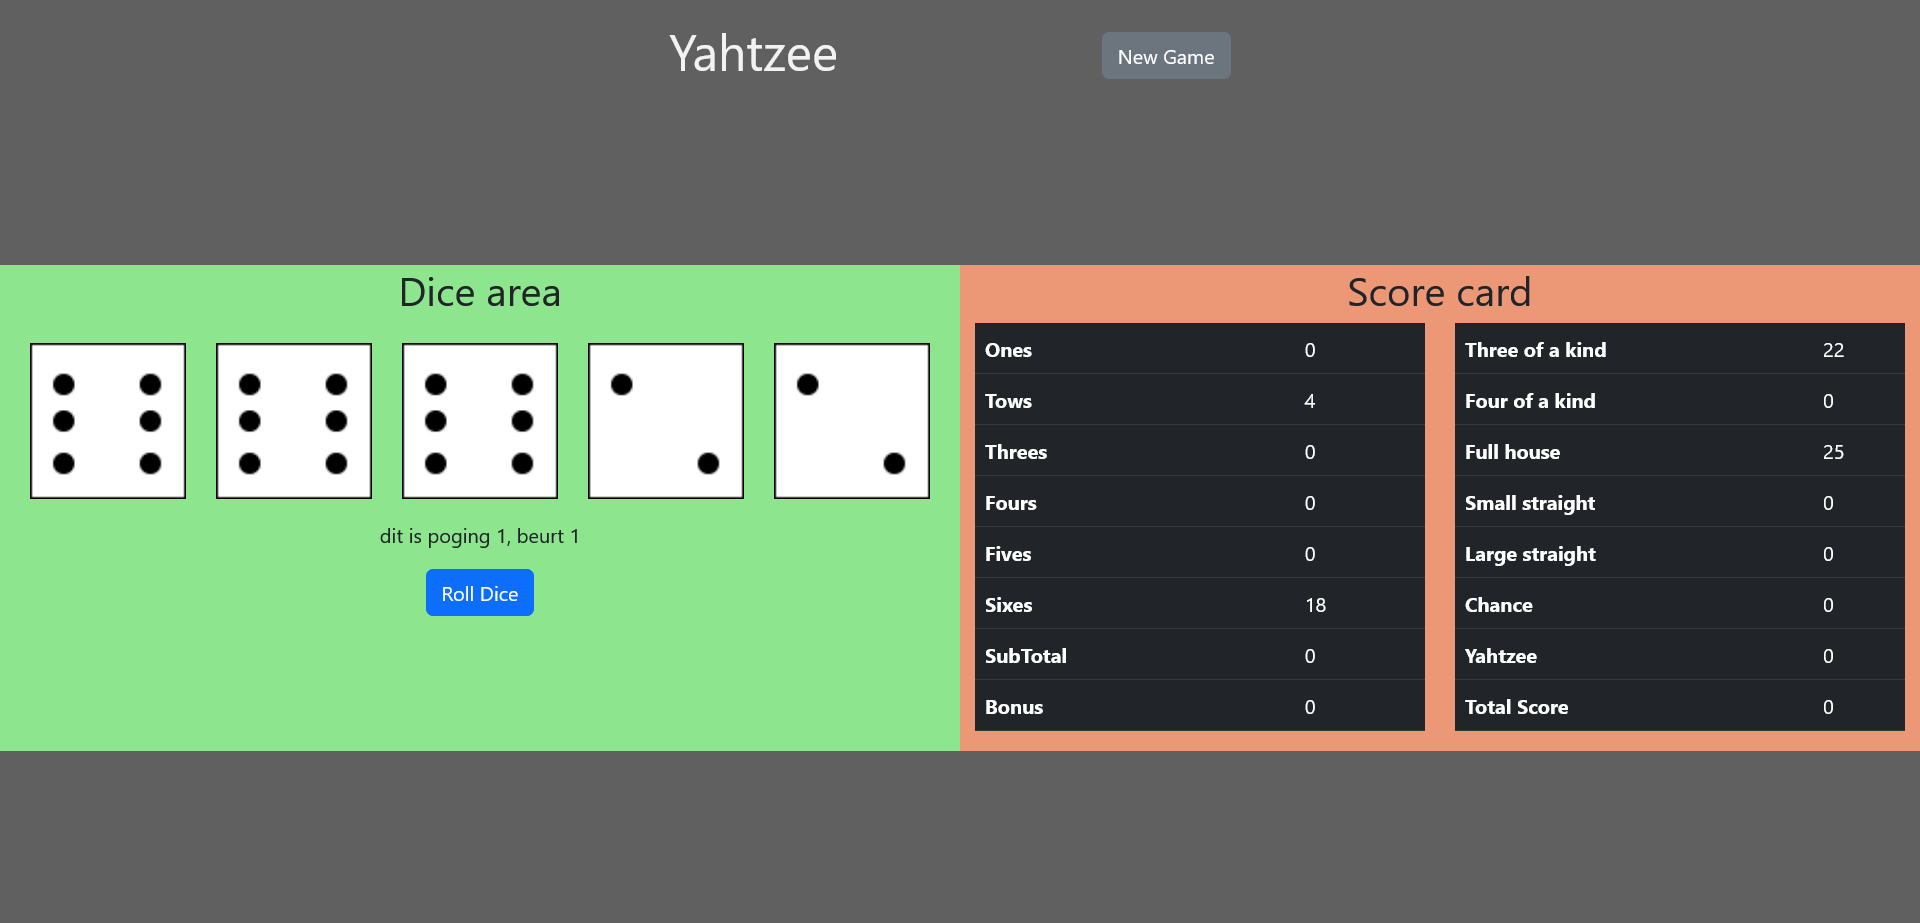 Yahtzee
New Game
Dice area
dit is poging 1, beurt 1
Roll Dice
Score card
Ones 0
Tows 4
Threes 0
Fours 0
Fives 0
Sixes 18
SubTotal 0
Bonus 0
Three of a kind 22
Four of a kind 0
Full house 25
Small straight 0
Large straight 0
Chance 0
Yahtzee 0
Total Score 0